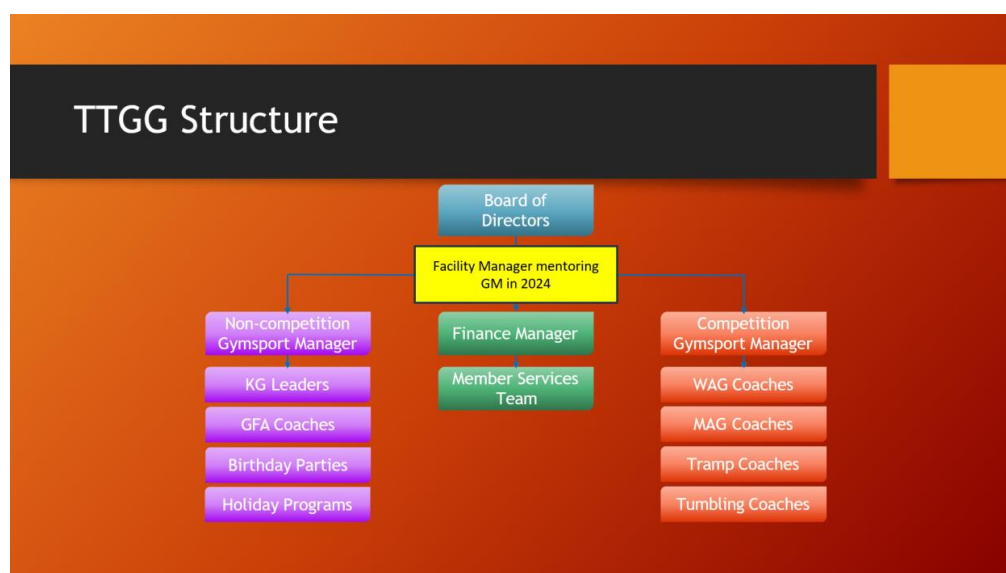 TTGG Structure
Board of
Directors
Facility Manager mentoring
GM in 2024
Non-competition
Gymsport Manager
KG Leaders
GFA Coaches
Birthday Parties
Holiday Programs
Finance Manager
Member Services
Team
Competition
Gymsport Manager
WAG Coaches
MAG Coaches
Tramp Coaches
Tumbling Coaches